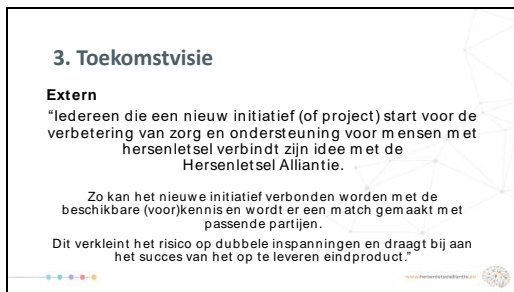 3. Toekomstvisie
Extern
“Iedereen die een nieuw initiatief (of project) start voor de
verbetering van zorg en ondersteuning voor mensen met
hersenletsel verbindt zijn idee met de
Hersenletsel Alliantie.
Zo kan het nieuwe initiatief verbonden worden met de
beschikbare (voor)kennis en wordt er een match gemaakt met
passende partijen.
Dit verkleint het risico op dubbele inspanningen en draagt bij aan
het succes van het op te leveren eindproduct.”